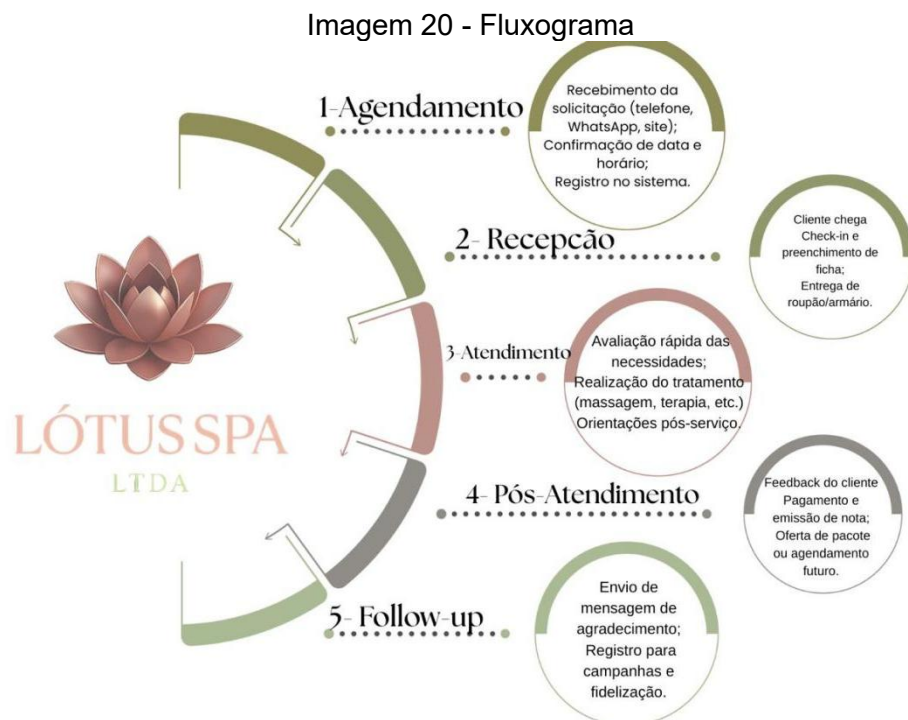 Imagem 20 - Fluxograma
1-Agendamento
Recebimento da
solicitação (telefone,
WhatsApp, site);
Confirmação de data e
horário;
Registro no sistema.
2- Recepcão
Cliente chega
Check-in e
preenchimento de
ficha;
Entrega de
roupão/armário.
3-Atendimento
Avaliação rápida das
necessidades;
Realização do tratamento
(massagem, terapia, etc.)
Orientações pós-serviço.
LÓTUS SPA
LTDA
4- Pós-Atendimento
Feedback do cliente
Pagamento e
emissão de nota;
Oferta de pacote
ou agendamento
futuro.
5- Follow-up
Envio de
mensagem de
agradecimento;
Registro para
campanhas e
fidelização.